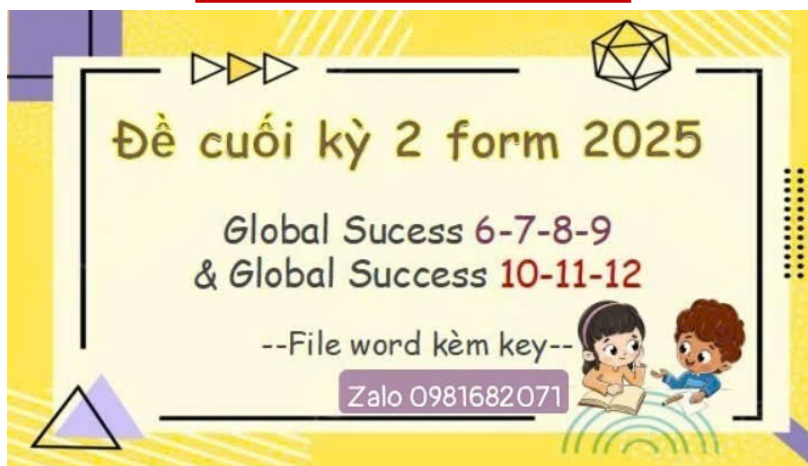 Đề cuối kỳ 2 form 2025
Global Sucess 6-7-8-9
& Global Success 10-11-12
--File word kèm key--
Zalo 0981682071